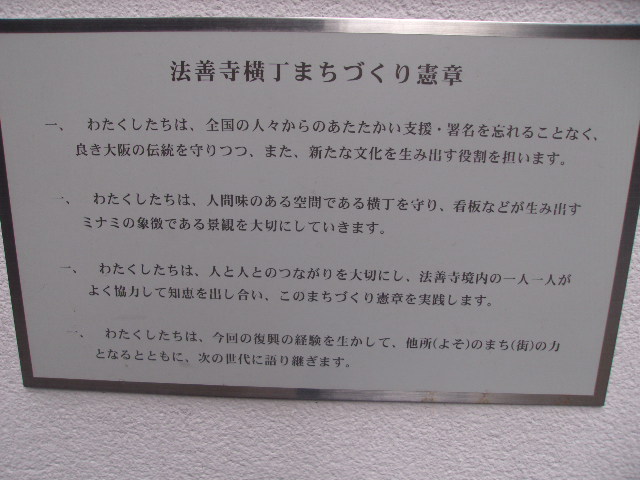 法善寺横丁まちづくり憲章
一、 わたくしたちは、全国の人々からのあたたかい支援・署名を忘れることなく、
良き大阪の伝統を守りつつ、また、新たな文化を生み出す役割を担います。
一、 わたくしたちは、人間味のある空間である横丁を守り、看板などが生み出す
ミナミの象徴である景観を大切にしていきます。
一、 わたくしたちは、人と人とのつながりを大切にし、法善寺境内の一人一人が
よく協力して知恵を出し合い、このまちづくり憲章を実践します。
一、 わたくしたちは、今回の復興の経験を生かして、他所(よそ)のまち(街)の力
となるとともに、次の世代に語り継ぎます。